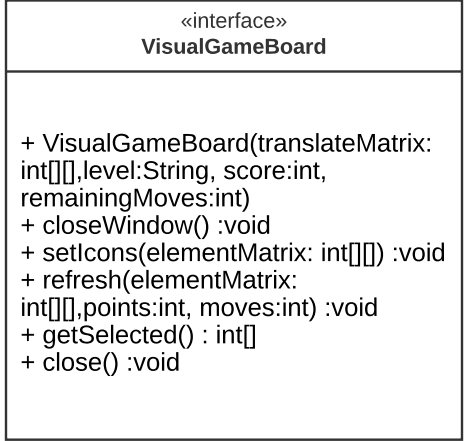 «interface»
VisualGameBoard
+ VisualGameBoard(translateMatrix:
int[][],level:String, score:int,
remainingMoves:int)
+ closeWindow() :void
+ setIcons(elementMatrix: int[][]) :void
+ refresh(elementMatrix:
int[][],points:int, moves:int) :void
+ getSelected() : int[]
+ close() :void